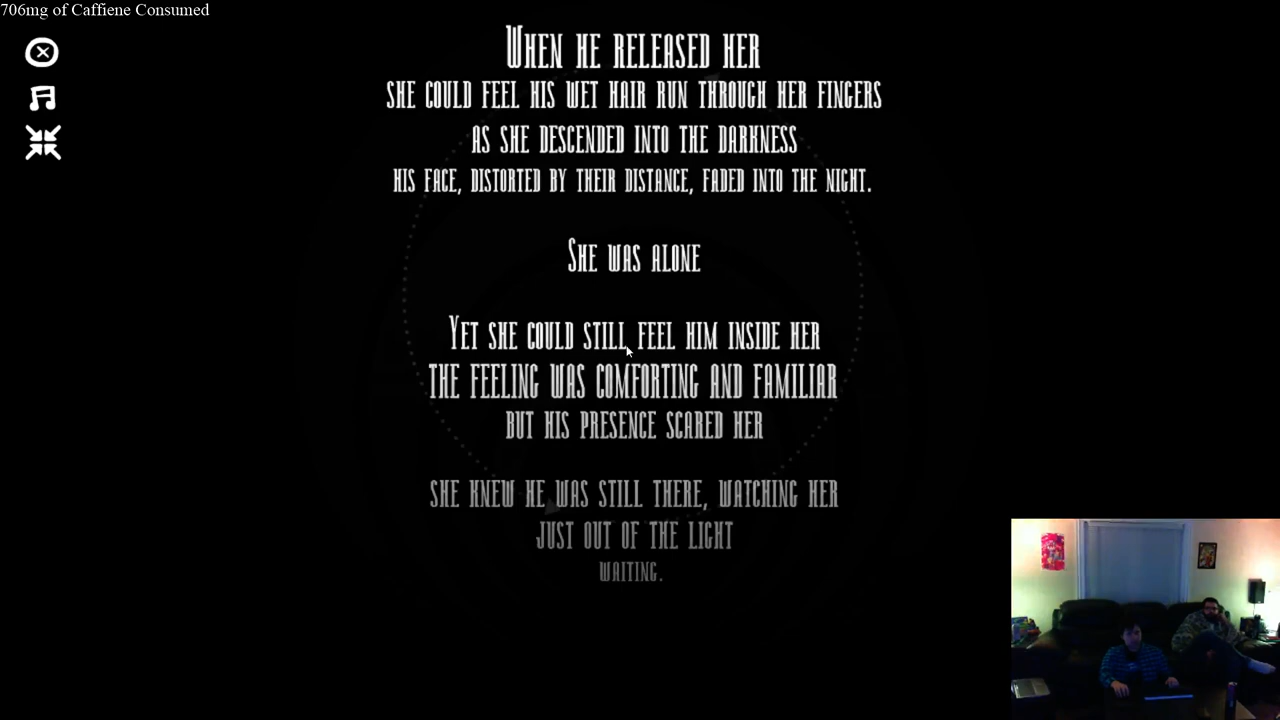 706mg of Caffiene Consumed
When he released her
she could feel his wet hair run through her fingers
as she descended into the darkness
his face, distorted by their distance, faded into the night.
She was alone
Yet she could still feel him inside her
the feeling was comforting and familiar
but his presence scared her
she knew he was still there, watching her
just out of the light
waiting.